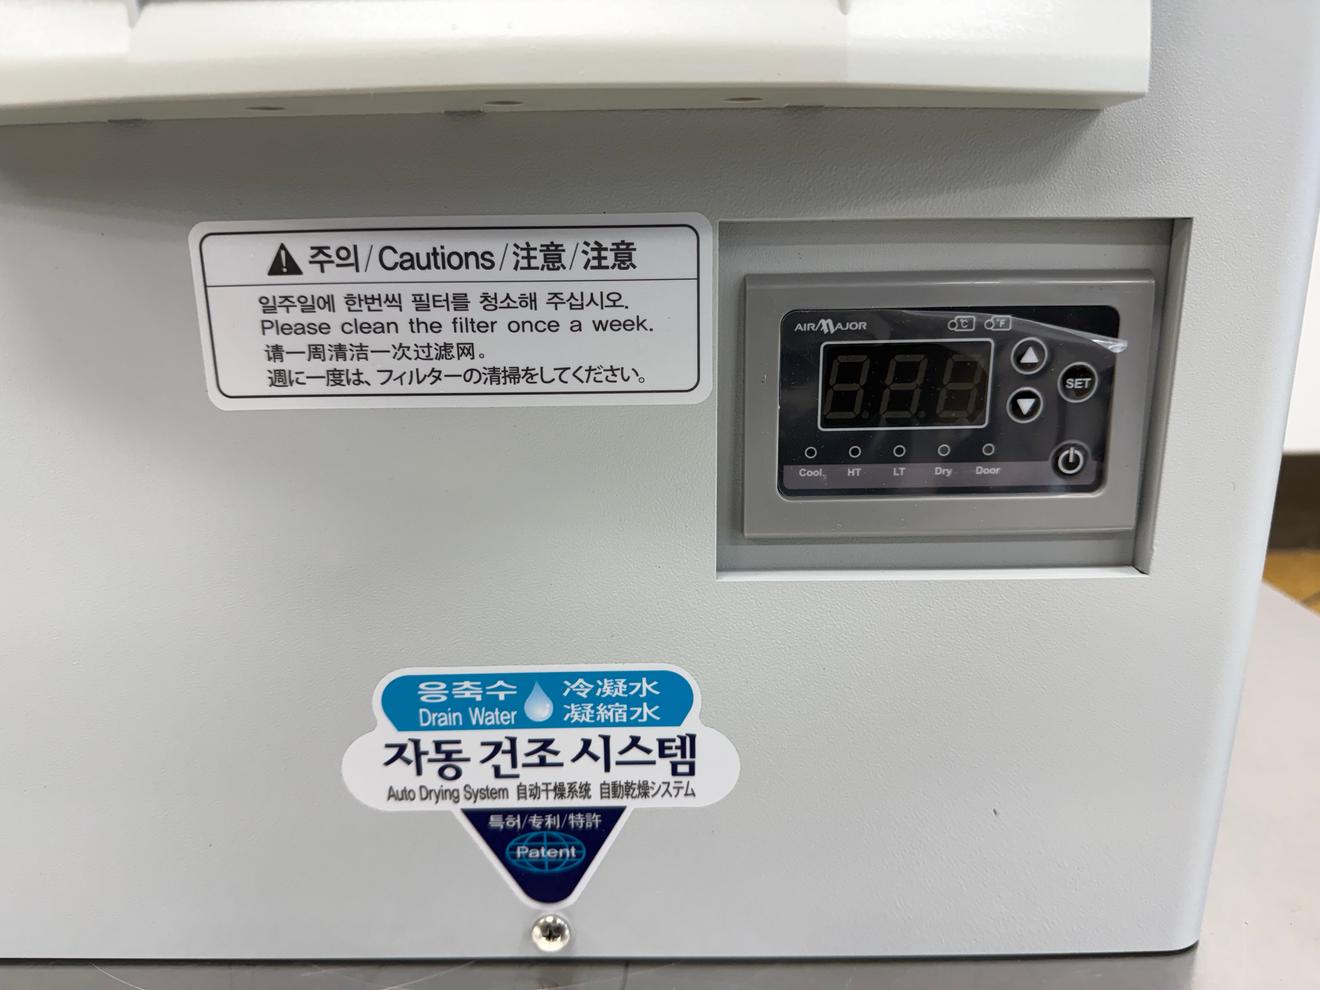 주의/Cautions/注意/注意
일주일에 한번씩 필터를 청소해 주십시오.
Please clean the filter once a week.
请一周清洁一次过滤网。
週に一度は、フィルターの清掃をしてください。
AIRMAJOR
℃ ℉
SET
Cool. HT LT Dry Door
응축수 冷凝水
Drain Water 凝縮水
자동 건조 시스템
Auto Drying System 自动干燥系统 自動乾燥システム
특허/专利/特許
Patent